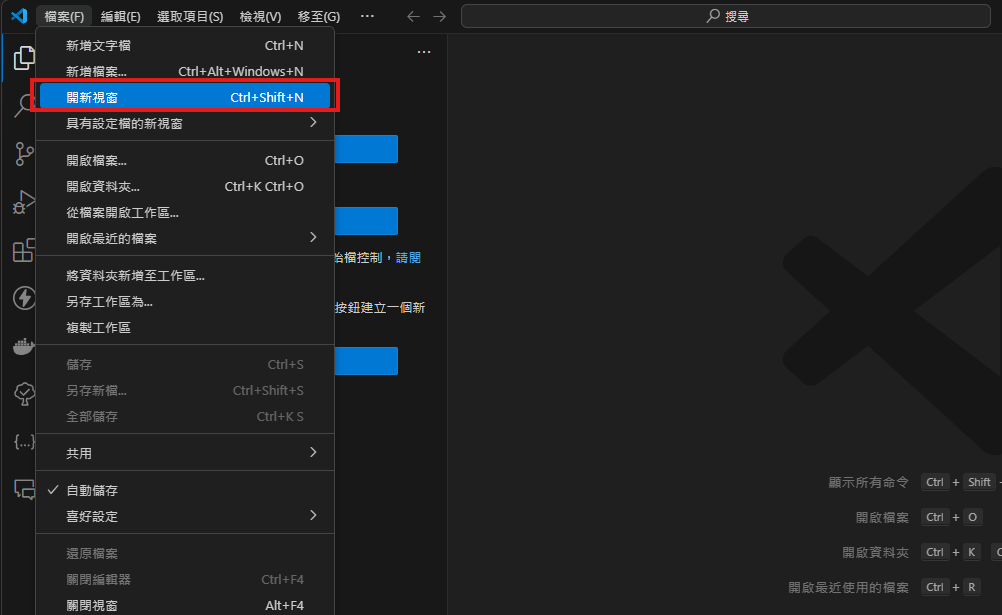 檔案(F) 編輯(E) 選取項目(S) 檢視(V) 移至(G) ··· 搜尋
新增文字檔 Ctrl+N
新增檔案... Ctrl+Alt+Windows+N
開新視窗 Ctrl+Shift+N
具有設定檔的新視窗
開啟檔案... Ctrl+O
開啟資料夾... Ctrl+K Ctrl+O
從檔案開啟工作區...
開啟最近的檔案
始檔控制，請閱
將資料夾新增至工作區...
另存工作區為...
按鈕建立一個新
複製工作區
儲存 Ctrl+S
另存新檔... Ctrl+Shift+S
全部儲存 Ctrl+K S
共用
自動儲存
喜好設定
還原檔案
關閉編輯器 Ctrl+F4
關閉視窗 Alt+F4
顯示所有命令 Ctrl + Shift +
開啟檔案 Ctrl + O
開啟資料夾 Ctrl + K
開啟最近使用的檔案 Ctrl + R